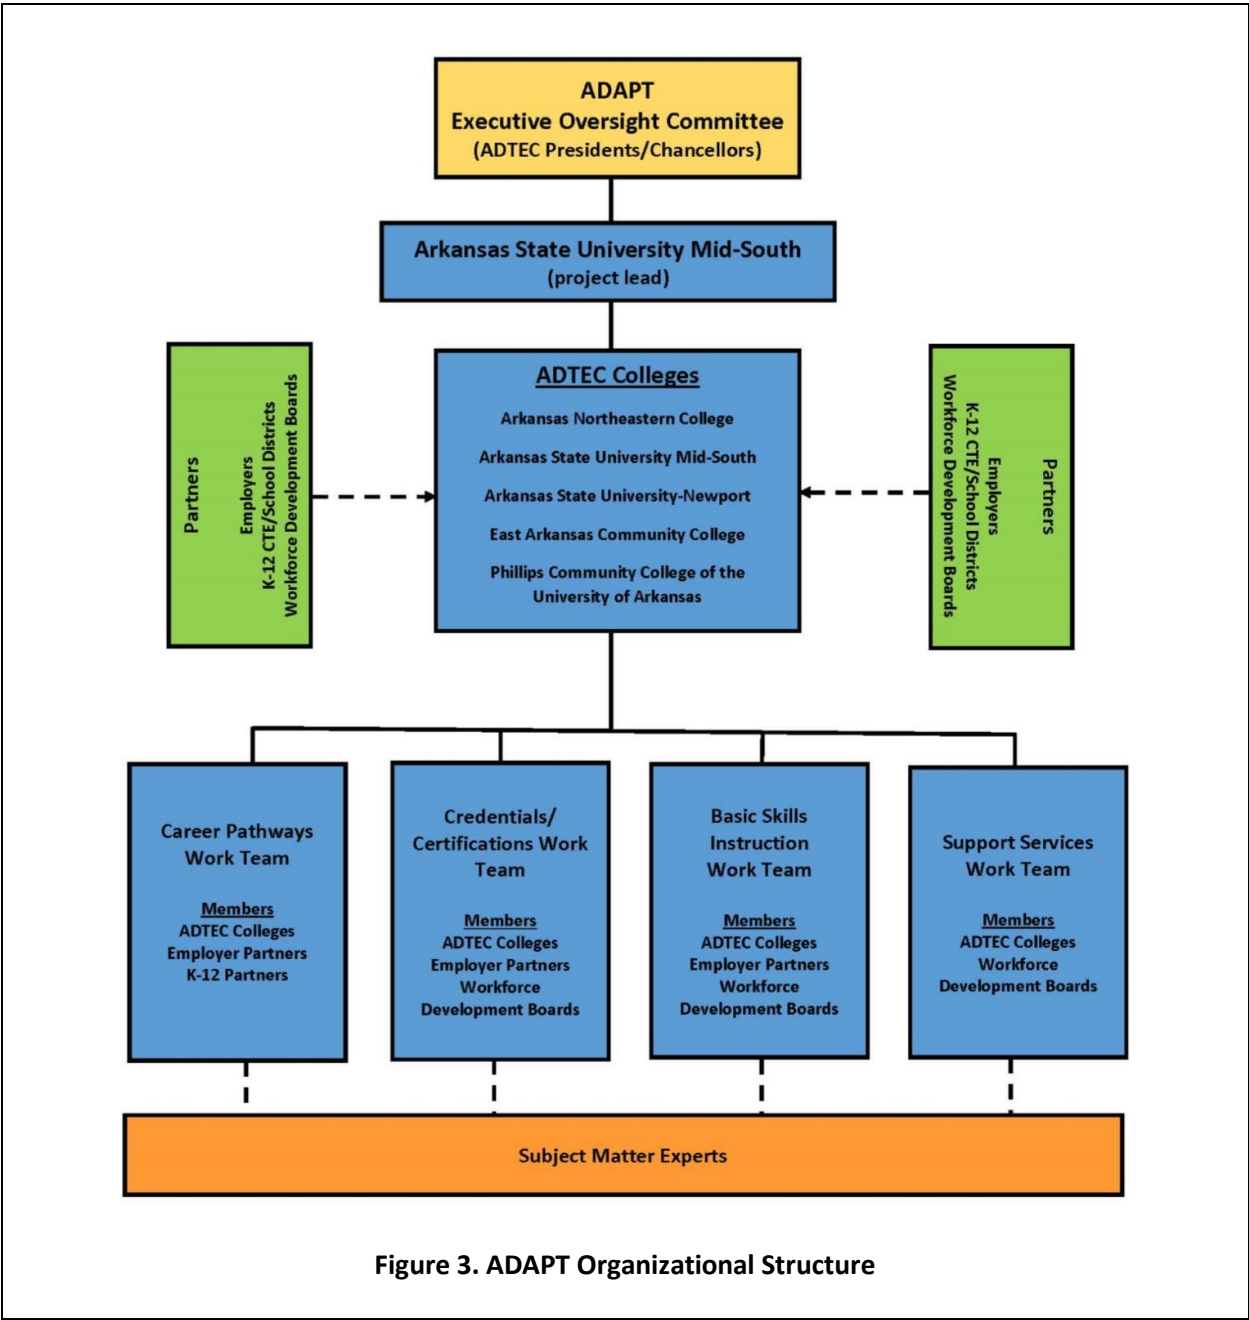 ADAPT
Executive Oversight Committee
(ADTEC Presidents/Chancellors)
Arkansas State University Mid-South
(project lead)
Partners
Employers
K-12 CTE/School Districts
Workforce Development Boards
ADTEC Colleges
Arkansas Northeastern College
Arkansas State University Mid-South
Arkansas State University-Newport
East Arkansas Community College
Phillips Community College of the
University of Arkansas
Partners
Employers
K-12 CTE/School Districts
Workforce Development Boards
Career Pathways
Work Team
Members
ADTEC Colleges
Employer Partners
K-12 Partners
Credentials/
Certifications Work
Team
Members
ADTEC Colleges
Employer Partners
Workforce
Development Boards
Basic Skills
Instruction
Work Team
Members
ADTEC Colleges
Employer Partners
Workforce
Development Boards
Support Services
Work Team
Members
ADTEC Colleges
Workforce
Development Boards
Subject Matter Experts
Figure 3. ADAPT Organizational Structure